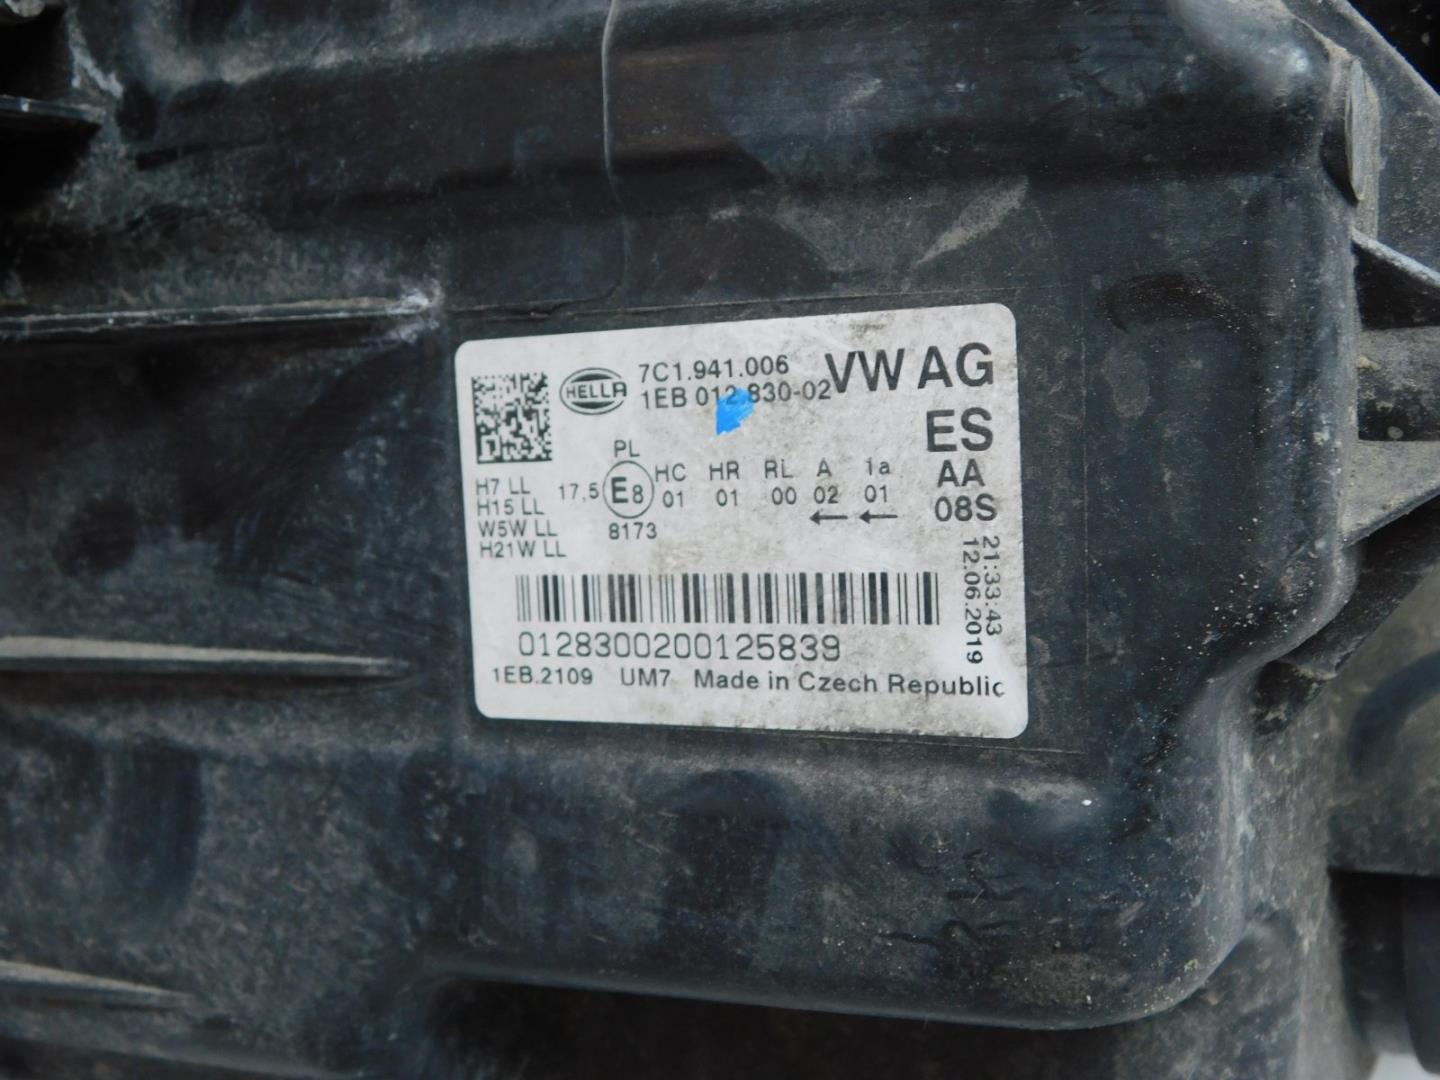 HELLA
7C1.941.006
1EB 012 830-02
VW AG
ES
AA
08S
PL
17,5 E8
8173
HC HR RL A 1a
01 01 00 02 01
← ←
H7 LL
H15 LL
W5W LL
H21W LL
21:33:43
12.06.2019
0128300200125839
1EB.2109 UM7 Made in Czech Republic